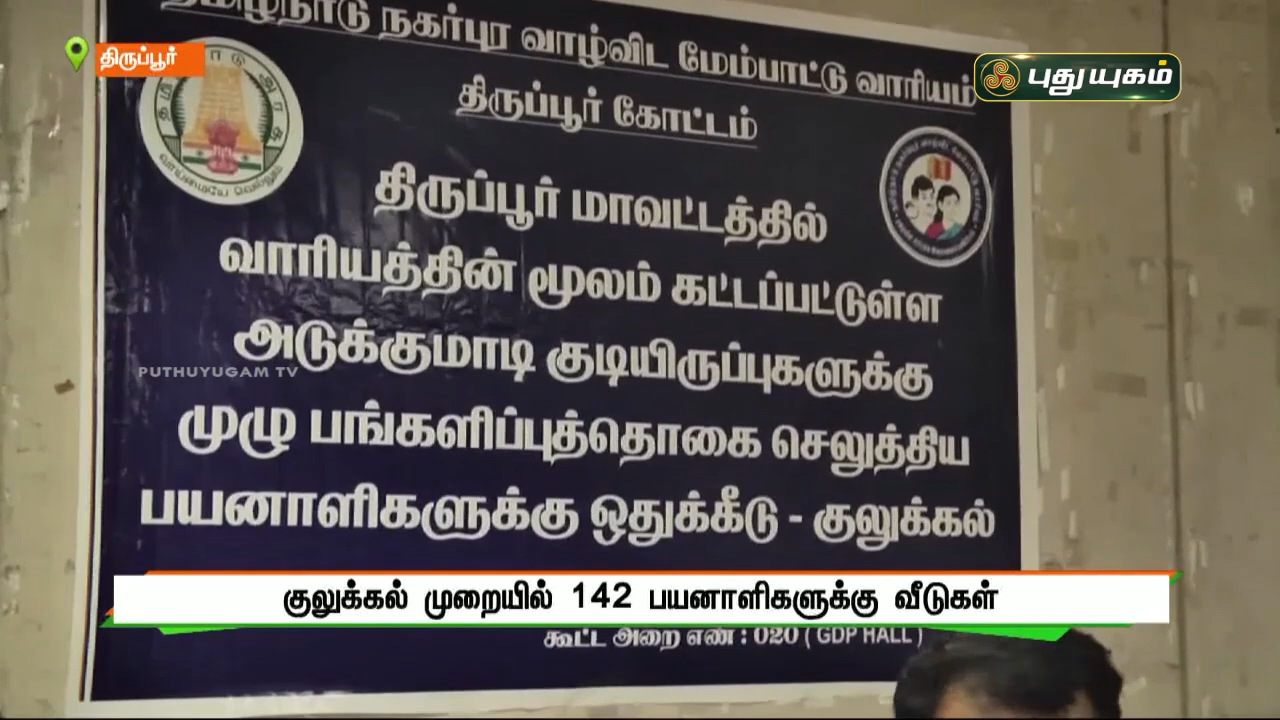 தமிழ்நாடு நகர்புர வாழ்விட மேம்பாட்டு வாரியம்
திருப்பூர்
புதுயுகம்
திருப்பூர் கோட்டம்
வாய்மையே வெல்லும்
திருப்பூர் மாவட்டத்தில்
வாரியத்தின் மூலம் கட்டப்பட்டுள்ள
அடுக்குமாடி குடியிருப்புகளுக்கு
PUTHUYUGAM TV
முழு பங்களிப்புத்தொகை செலுத்திய
பயனாளிகளுக்கு ஒதுக்கீடு - குலுக்கல்
குலுக்கல் முறையில் 142 பயனாளிகளுக்கு வீடுகள்
கூட்ட அறை எண் : 020 ( GDP HALL )